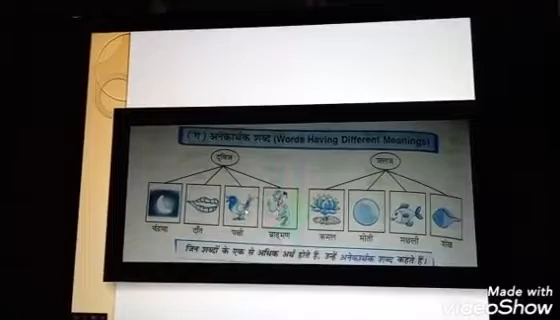 (ग) अनेकार्थक शब्द (Words Having Different Meanings)
द्विज जलज
चंद्रमा दाँत पक्षी ब्राह्मण कमल मोती मछली शंख
जिन शब्दों के एक से अधिक अर्थ होते हैं, उन्हें अनेकार्थक शब्द कहते हैं।
Made with
VideoShow